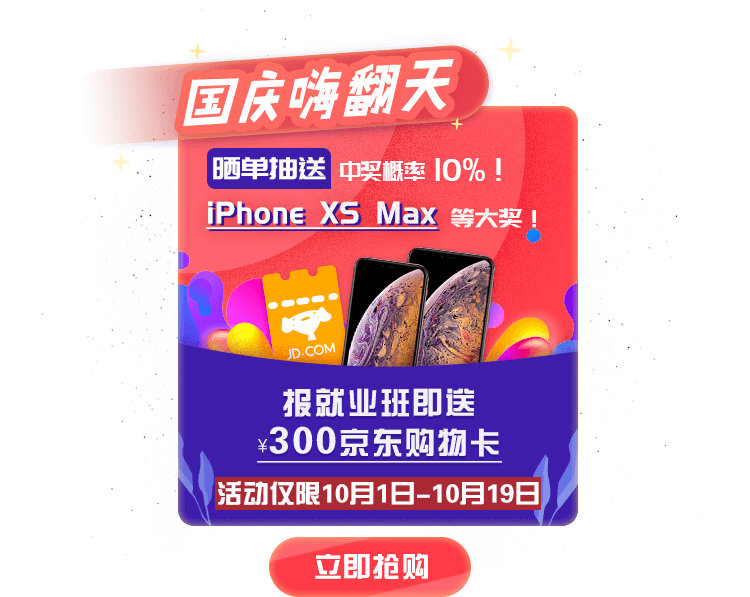 国庆嗨翻天
晒单抽送 中奖概率10%！
iPhone XS Max 等大奖！
JD.COM
报就业班即送
¥300京东购物卡
活动仅限10月1日-10月19日
立即抢购